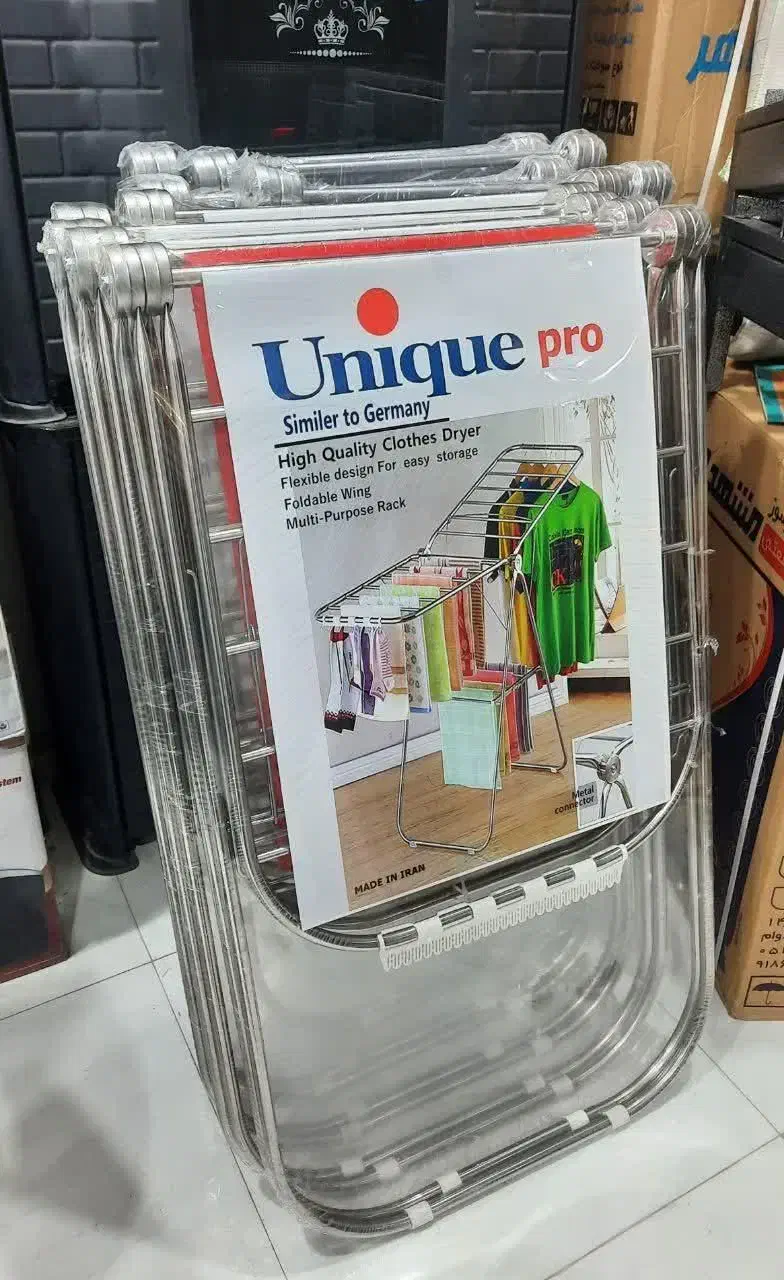 Unique pro
Similer to Germany
High Quality Clothes Dryer
Flexible design For easy storage
Foldable Wing
Multi-Purpose Rack
Metal
connector
MADE IN IRAN